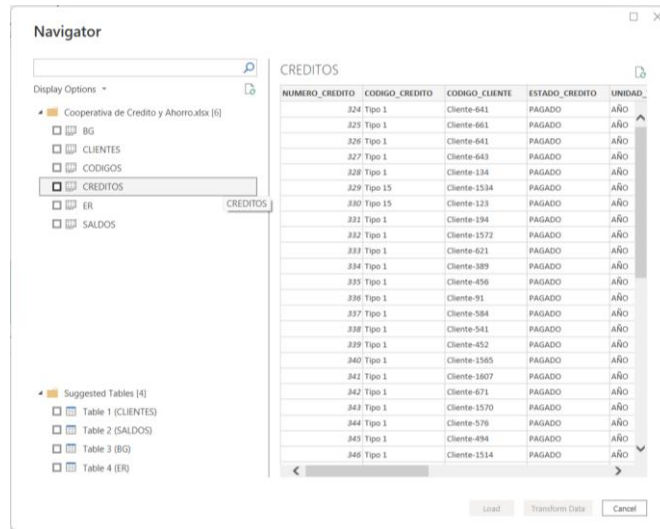 Navigator
Display Options
Cooperativa de Credito y Ahorro.xlsx [6]
BG
CLIENTES
CODIGOS
CREDITOS
ER
SALDOS
CREDITOS
Suggested Tables [4]
Table 1 (CLIENTES)
Table 2 (SALDOS)
Table 3 (BG)
Table 4 (ER)
CREDITOS
NUMERO_CREDITO CODIGO_CREDITO CODIGO_CLIENTE ESTADO_CREDITO UNIDAD_
324 Tipo 1 Cliente-641 PAGADO AÑO
325 Tipo 1 Cliente-661 PAGADO AÑO
326 Tipo 1 Cliente-641 PAGADO AÑO
327 Tipo 1 Cliente-643 PAGADO AÑO
328 Tipo 1 Cliente-134 PAGADO AÑO
329 Tipo 15 Cliente-1534 PAGADO AÑO
330 Tipo 15 Cliente-123 PAGADO AÑO
331 Tipo 1 Cliente-194 PAGADO AÑO
332 Tipo 1 Cliente-1572 PAGADO AÑO
333 Tipo 1 Cliente-621 PAGADO AÑO
334 Tipo 1 Cliente-389 PAGADO AÑO
335 Tipo 1 Cliente-456 PAGADO AÑO
336 Tipo 1 Cliente-91 PAGADO AÑO
337 Tipo 1 Cliente-584 PAGADO AÑO
338 Tipo 1 Cliente-541 PAGADO AÑO
339 Tipo 1 Cliente-452 PAGADO AÑO
340 Tipo 1 Cliente-1565 PAGADO AÑO
341 Tipo 1 Cliente-1607 PAGADO AÑO
342 Tipo 1 Cliente-671 PAGADO AÑO
343 Tipo 1 Cliente-1570 PAGADO AÑO
344 Tipo 1 Cliente-576 PAGADO AÑO
345 Tipo 1 Cliente-494 PAGADO AÑO
346 Tipo 1 Cliente-1514 PAGADO AÑO
Load Transform Data Cancel